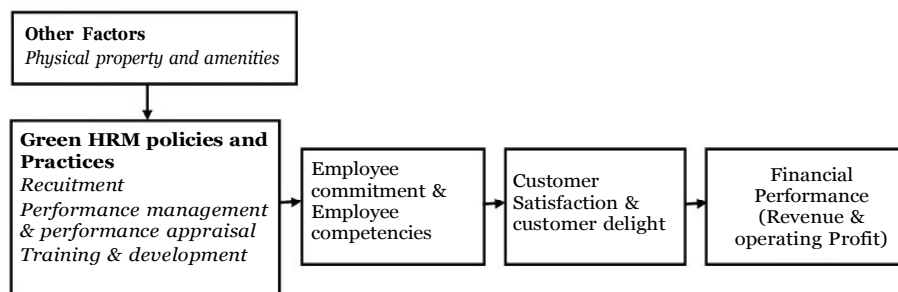 Other Factors
Physical property and amenities
Green HRM policies and
Practices
Recuitment
Performance management
& performance appraisal
Training & development
Employee
commitment &
Employee
competencies
Customer
Satisfaction &
customer delight
Financial
Performance
(Revenue &
operating Profit)